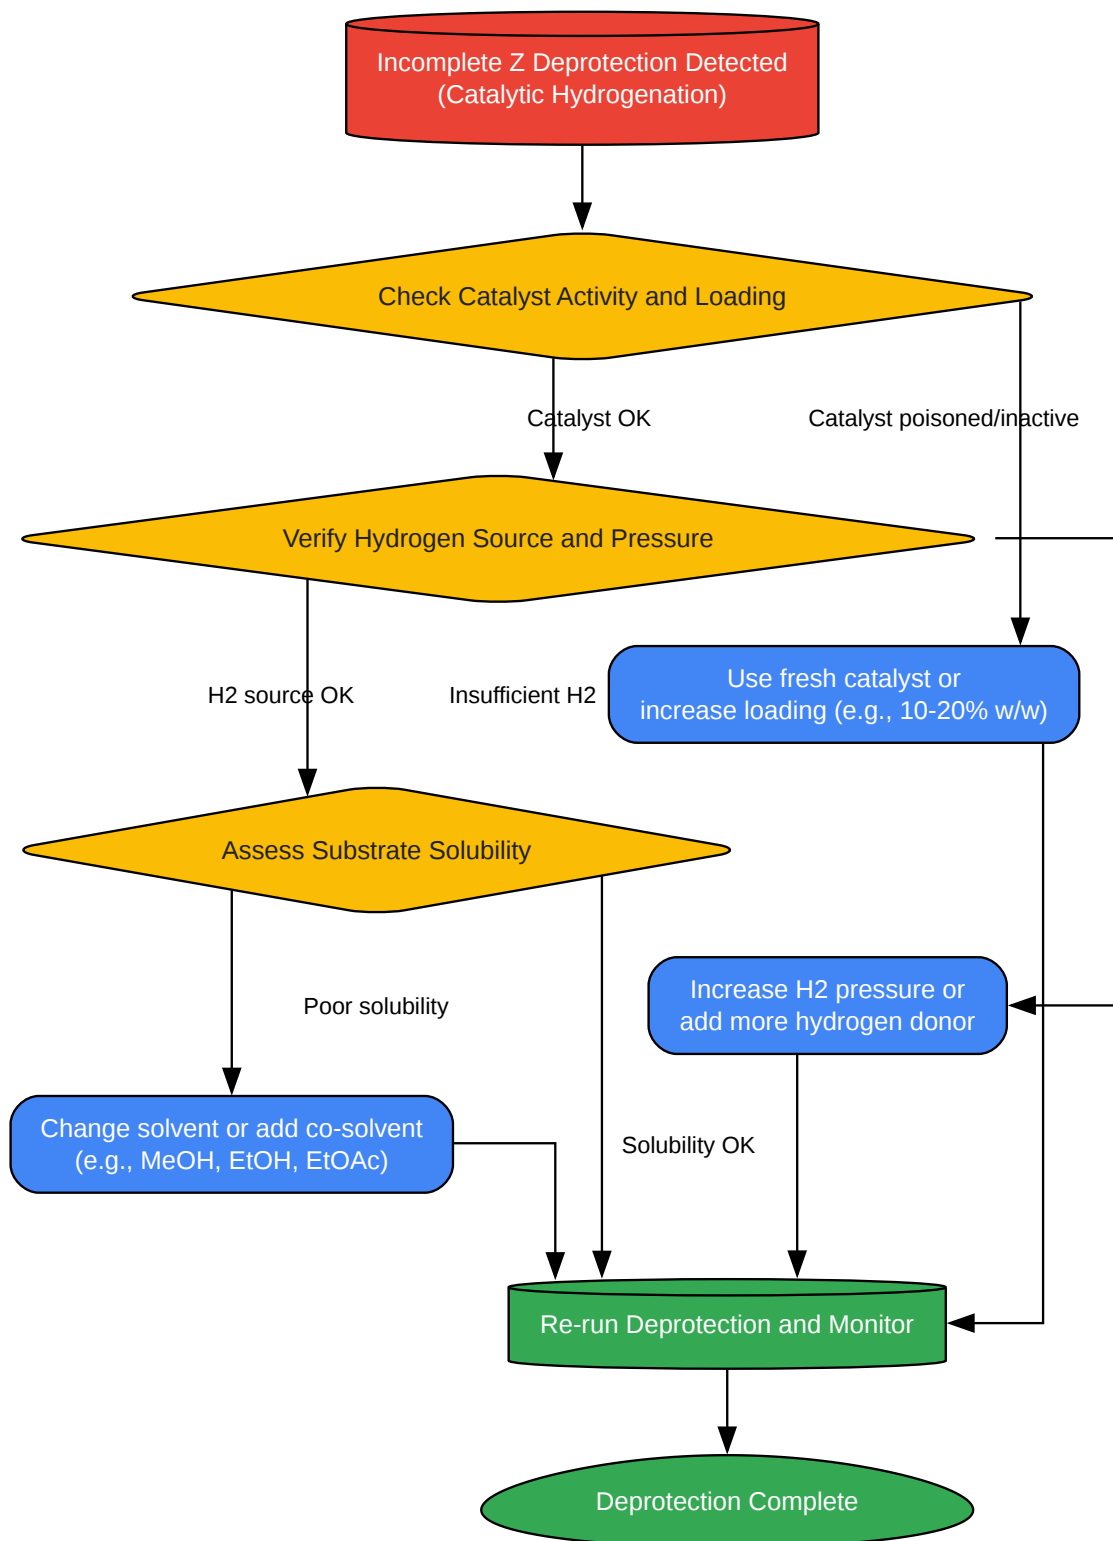 Incomplete Z Deprotection Detected
(Catalytic Hydrogenation)
Check Catalyst Activity and Loading
Catalyst OK
Catalyst poisoned/inactive
Verify Hydrogen Source and Pressure
H2 source OK
Insufficient H2
Use fresh catalyst or
increase loading (e.g., 10-20% w/w)
Assess Substrate Solubility
Poor solubility
Increase H2 pressure or
add more hydrogen donor
Change solvent or add co-solvent
(e.g., MeOH, EtOH, EtOAc)
Solubility OK
Re-run Deprotection and Monitor
Deprotection Complete